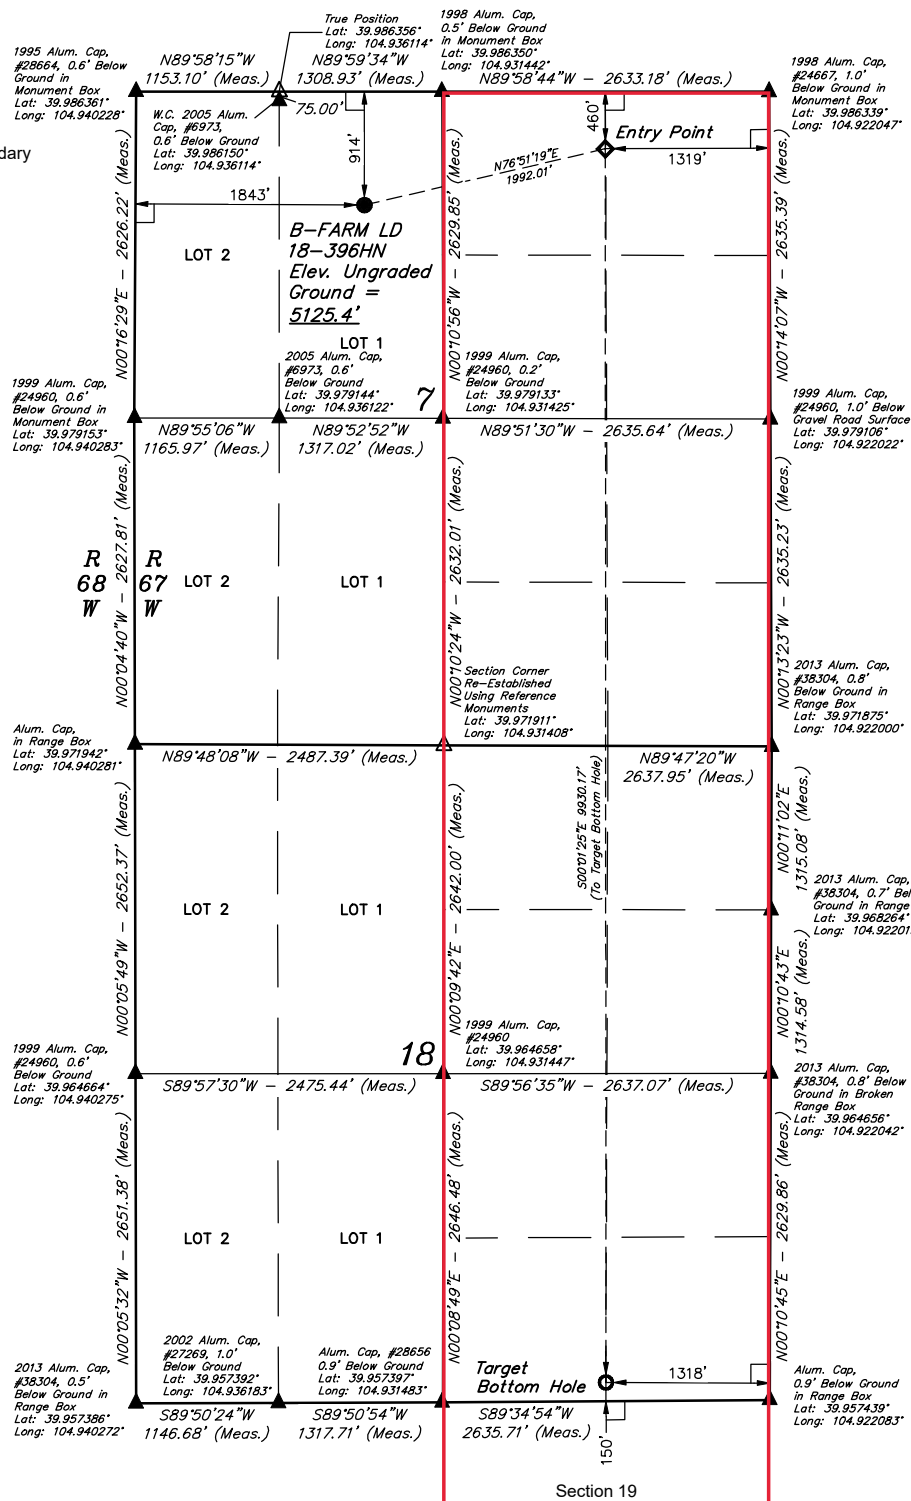 True Position
Lat: 39.986356°
Long: 104.936114°
1998 Alum. Cap,
0.5' Below Ground
in Monument Box
Lat: 39.986350°
Long: 104.931442°
1995 Alum. Cap,
#28664, 0.6' Below
Ground in
Monument Box
Lat: 39.986361°
Long: 104.940228°
N89°58'15"W
1153.10' (Meas.)
N89°59'34"W
1308.93' (Meas.)
N89°58'44"W - 2633.18' (Meas.)
1998 Alum. Cap,
#24667, 1.0'
Below Ground in
Monument Box
Lat: 39.986339°
Long: 104.922047°
W.C. 2005 Alum.
Cap, #6973,
0.6' Below Ground
Lat: 39.986150°
Long: 104.936114°
75.00'
914'
460'
Entry Point
1319'
dary
N76°51'19"E
1992.01'
1843'
B-FARM LD
18-396HN
Elev. Ungraded
Ground =
5125.4'
LOT 2
LOT 1
N00°16'29"E - 2626.22' (Meas.)
N00°10'56"W - 2629.85' (Meas.)
N00°14'07"W - 2635.39' (Meas.)
2005 Alum. Cap,
#6973, 0.6'
Below Ground
Lat: 39.979144°
Long: 104.936122°
7
1999 Alum. Cap,
#24960, 0.2'
Below Ground
Lat: 39.979133°
Long: 104.931425°
1999 Alum. Cap,
#24960, 0.6'
Below Ground in
Monument Box
Lat: 39.979153°
Long: 104.940283°
1999 Alum. Cap,
#24960, 1.0' Below
Gravel Road Surface
Lat: 39.979106°
Long: 104.922022°
N89°55'06"W
1165.97' (Meas.)
N89°52'52"W
1317.02' (Meas.)
N89°51'30"W - 2635.64' (Meas.)
R
68
W
R
67
W
LOT 2
LOT 1
N00°04'40"W - 2627.81' (Meas.)
N00°10'24"W - 2632.01' (Meas.)
N00°13'23"W - 2635.23' (Meas.)
Section Corner
Re-Established
Using Reference
Monuments
Lat: 39.971911°
Long: 104.931408°
2013 Alum. Cap,
#38304, 0.8'
Below Ground in
Range Box
Lat: 39.971875°
Long: 104.922000°
Alum. Cap,
in Range Box
Lat: 39.971942°
Long: 104.940281°
N89°48'08"W - 2487.39' (Meas.)
N89°47'20"W
2637.95' (Meas.)
S00°01'25"E 9930.17'
(To Target Bottom Hole)
N00°11'02"E
1315.08' (Meas.)
2013 Alum. Cap,
#38304, 0.7' Bel
Ground in Range
Lat: 39.968264°
Long: 104.92201
LOT 2
LOT 1
N00°05'49"W - 2652.37' (Meas.)
N00°09'42"E - 2642.00' (Meas.)
N00°10'43"E
1314.58' (Meas.)
1999 Alum. Cap,
#24960, 0.6'
Below Ground
Lat: 39.964664°
Long: 104.940275°
18
1999 Alum. Cap,
#24960
Lat: 39.964658°
Long: 104.931447°
2013 Alum. Cap,
#38304, 0.8' Below
Ground in Broken
Range Box
Lat: 39.964656°
Long: 104.922042°
S89°57'30"W - 2475.44' (Meas.)
S89°56'35"W - 2637.07' (Meas.)
N00°05'32"W - 2651.38' (Meas.)
N00°08'49"E - 2646.48' (Meas.)
N00°10'45"E - 2629.86' (Meas.)
LOT 2
LOT 1
2013 Alum. Cap,
#38304, 0.5'
Below Ground in
Range Box
Lat: 39.957386°
Long: 104.940272°
2002 Alum. Cap,
#27269, 1.0'
Below Ground
Lat: 39.957392°
Long: 104.936183°
Alum. Cap, #28656
0.9' Below Ground
Lat: 39.957397°
Long: 104.931483°
Target
Bottom Hole
1318'
Alum. Cap,
0.9' Below Ground
in Range Box
Lat: 39.957439°
Long: 104.922083°
S89°50'24"W
1146.68' (Meas.)
S89°50'54"W
1317.71' (Meas.)
S89°34'54"W
2635.71' (Meas.)
150'
Section 19